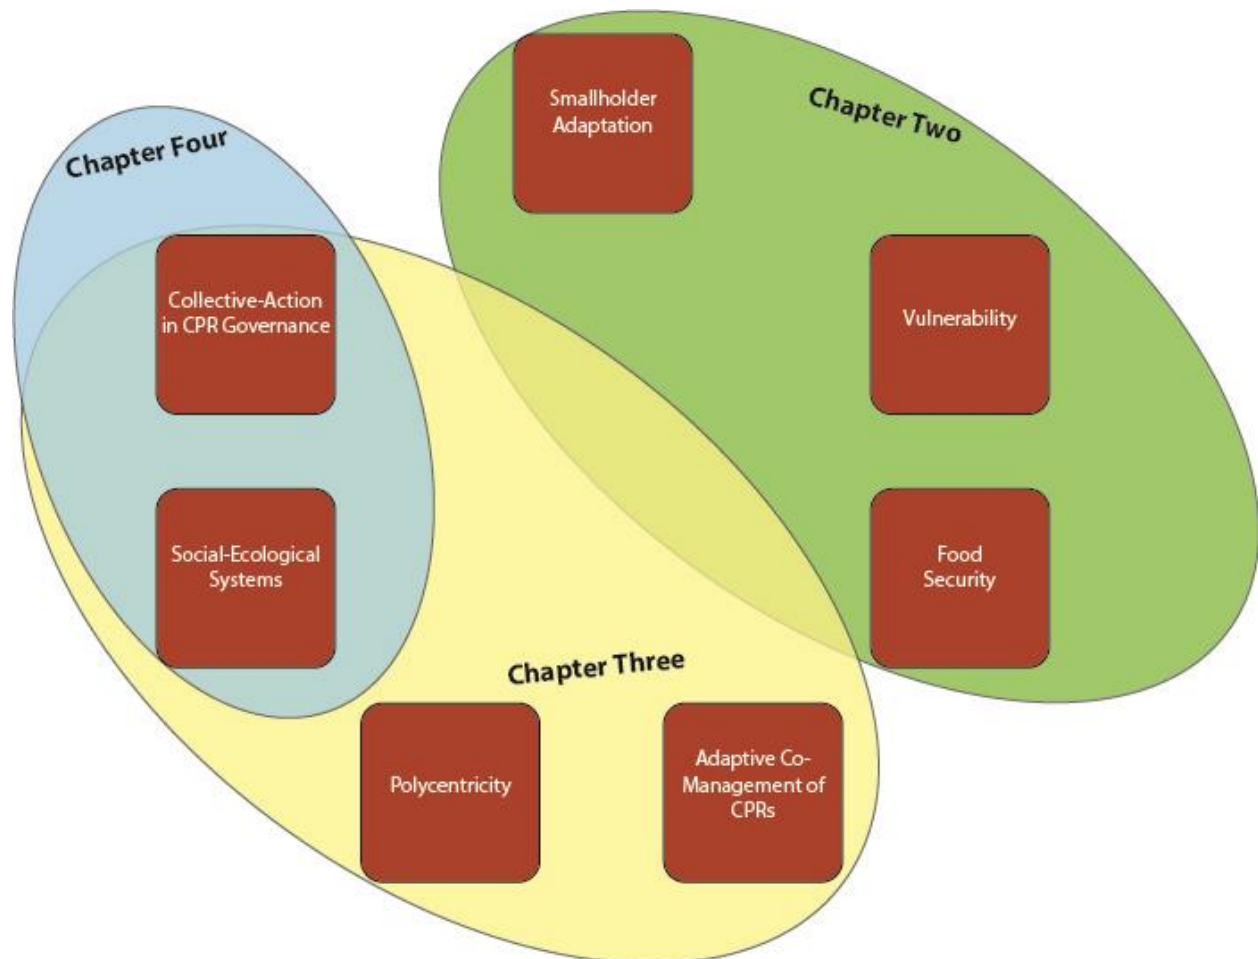 Smallholder
Adaptation
Chapter Two
Chapter Four
Collective-Action
in CPR Governance
Vulnerability
Social-Ecological
Systems
Food
Security
Chapter Three
Polycentricity
Adaptive Co-
Management of
CPRs